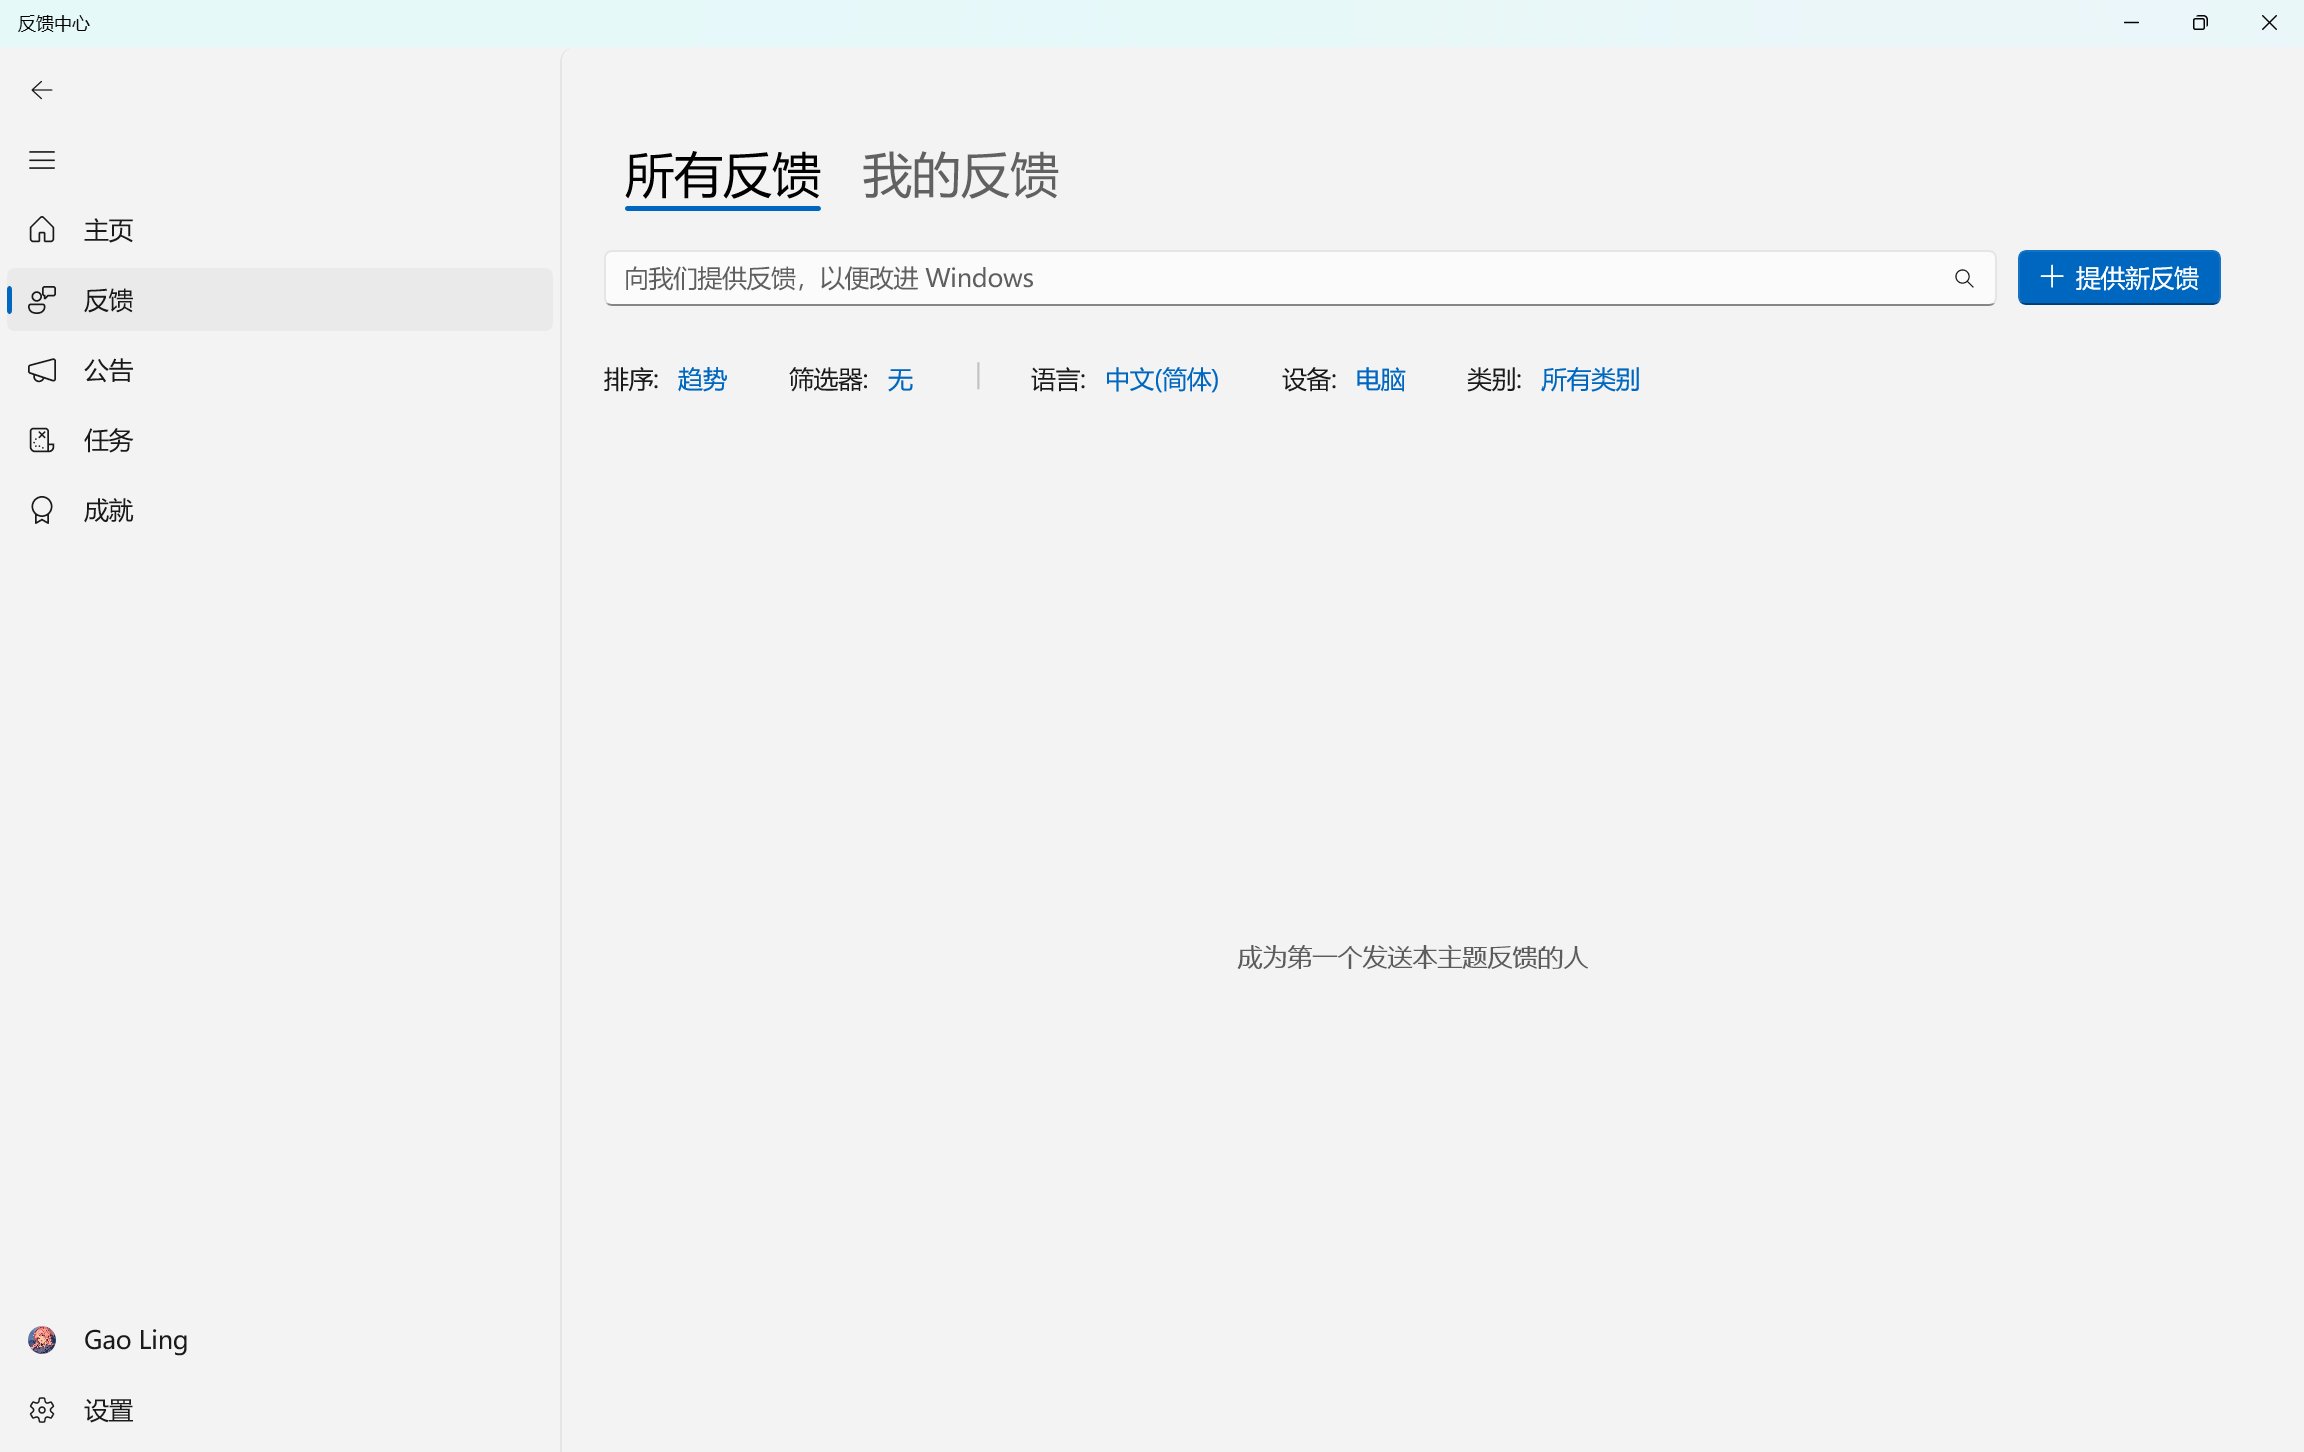 反馈中心
主页
反馈
公告
任务
成就
Gao Ling
设置
所有反馈 我的反馈
向我们提供反馈，以便改进 Windows
提供新反馈
排序: 趋势 筛选器: 无 语言: 中文(简体) 设备: 电脑 类别: 所有类别
成为第一个发送本主题反馈的人